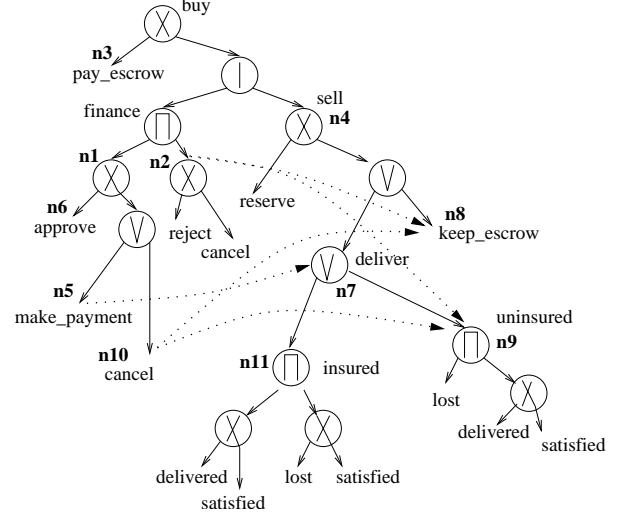 buy
X
n3
pay_escrow
|
finance
sell
∏
X
n4
n1
n2
X
X
V
n6
approve
reserve
n8
keep_escrow
V
reject
cancel
V
deliver
n7
n5
make_payment
uninsured
∏
n9
n10
cancel
n11
∏
insured
lost
X
delivered
satisfied
X
X
delivered
lost
satisfied
satisfied